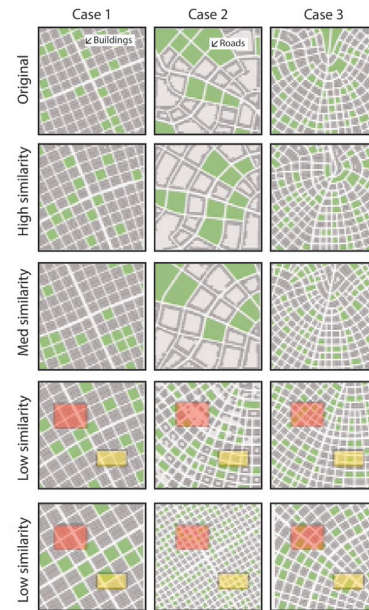 Case 1 Case 2 Case 3
Original
↙Buildings
↙Roads
High similarity
Med similarity
Low similarity
Low similarity